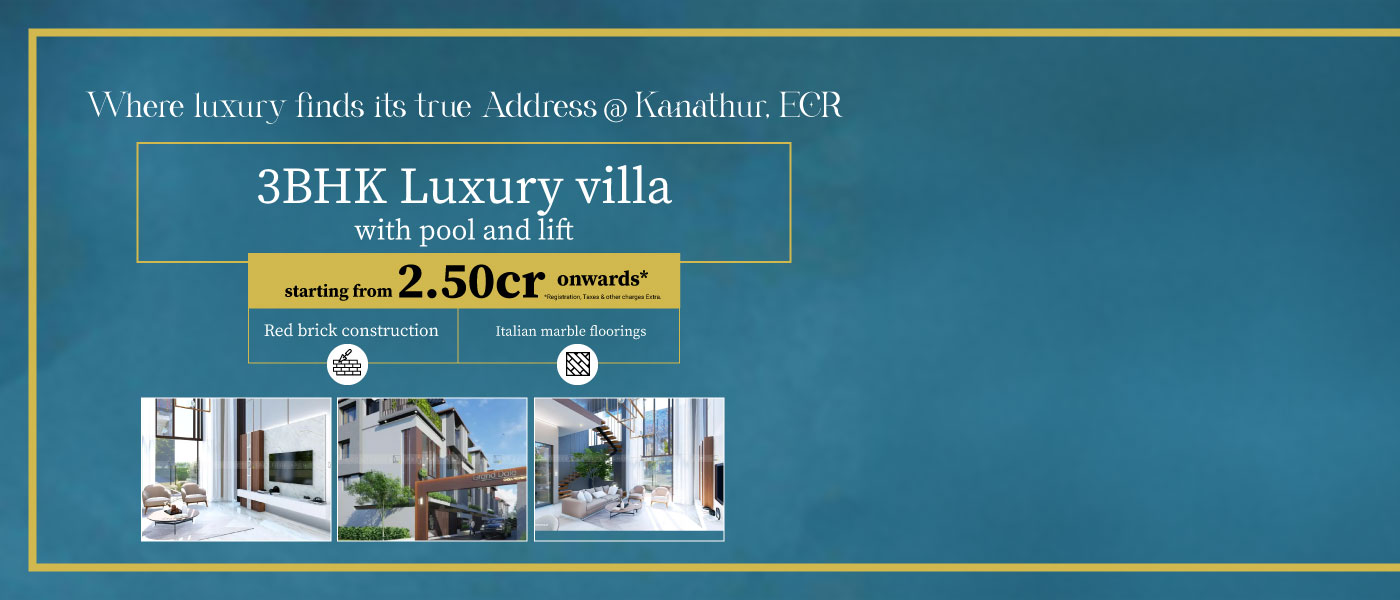 Where luxury finds its true Address @ Kanathur, ECR
3BHK Luxury villa
with pool and lift
starting from 2.50cr onwards*
*Registration, Taxes & other charges Extra.
Red brick construction
Italian marble floorings